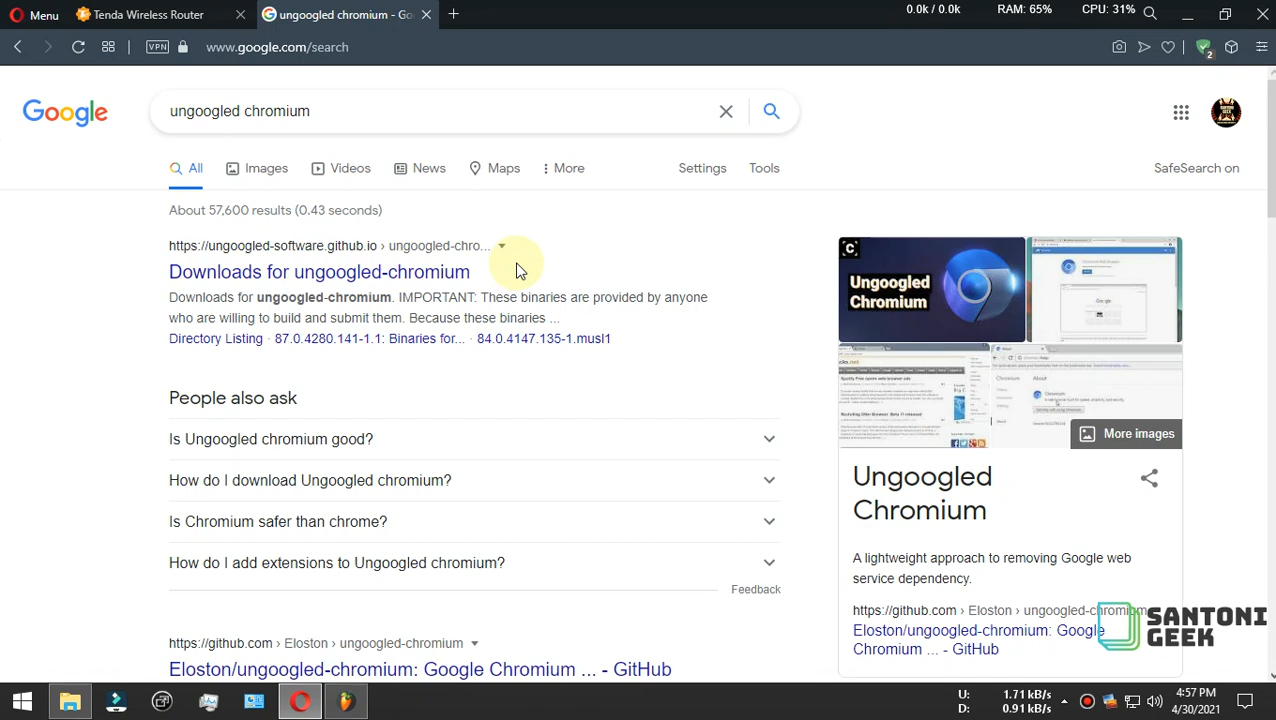 Menu
Tenda Wireless Router
ungoogled chromium - Go
0.0k / 0.0k
RAM: 65%
CPU: 31%
VPN
www.google.com/search
2
Google
ungoogled chromium
SANTONI
GEEK
All
Images
Videos
News
Maps
More
Settings
Tools
SafeSearch on
About 57,600 results (0.43 seconds)
https://ungoogled-software.github.io › ungoogled-chro...
Downloads for ungoogled-chromium
Downloads for ungoogled-chromium. IMPORTANT: These binaries are provided by anyone
who are willing to build and submit them. Because these binaries ...
Directory Listing · 87.0.4280.141-1.1: Binaries for... · 84.0.4147.135-1.musl1
People also ask
Is Ungoogled chromium good?
How do I download Ungoogled chromium?
Is Chromium safer than chrome?
How do I add extensions to Ungoogled chromium?
Feedback
https://github.com › Eloston › ungoogled-chromium
Eloston/ungoogled-chromium: Google Chromium ... - GitHub
C
Ungoogled
Chromium
Google
Chromium
About
More images
Ungoogled
Chromium
A lightweight approach to removing Google web
service dependency.
https://github.com › Eloston › ungoogled-chromium
Eloston/ungoogled-chromium: Google
Chromium ... - GitHub
SANTONI
GEEK
U:
1.71 kB/s
D:
0.91 kB/s
4:57 PM
4/30/2021